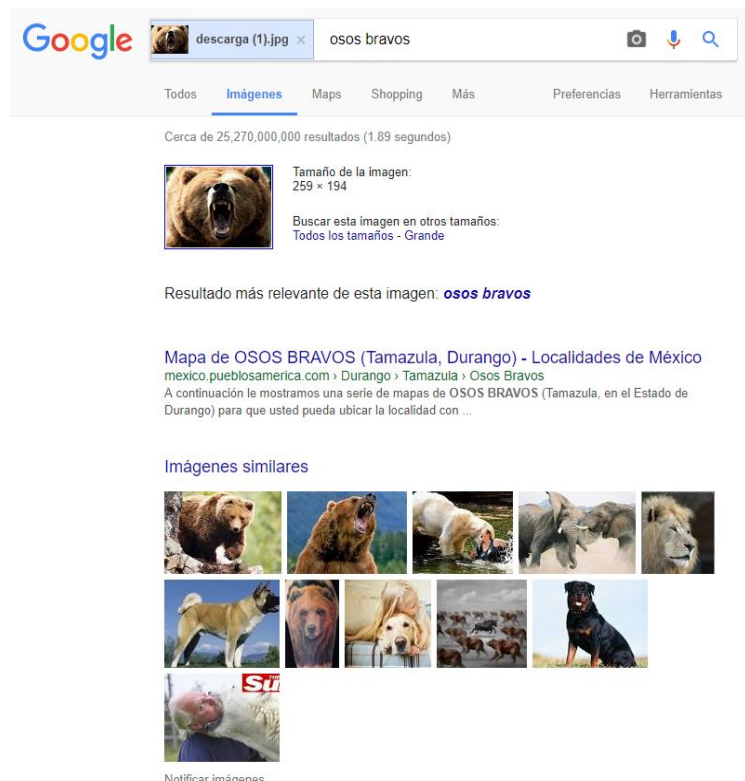 Google descarga (1).jpg × osos bravos
Todos Imágenes Maps Shopping Más Preferencias Herramientas
Cerca de 25,270,000,000 resultados (1.89 segundos)
Tamaño de la imagen:
259 × 194
Buscar esta imagen en otros tamaños:
Todos los tamaños - Grande
Resultado más relevante de esta imagen: osos bravos
Mapa de OSOS BRAVOS (Tamazula, Durango) - Localidades de México
mexico.pueblosamerica.com › Durango › Tamazula › Osos Bravos
A continuación le mostramos una serie de mapas de OSOS BRAVOS (Tamazula, en el Estado de
Durango) para que usted pueda ubicar la localidad con ...
Imágenes similares
THE
Su
Notificar imágenes